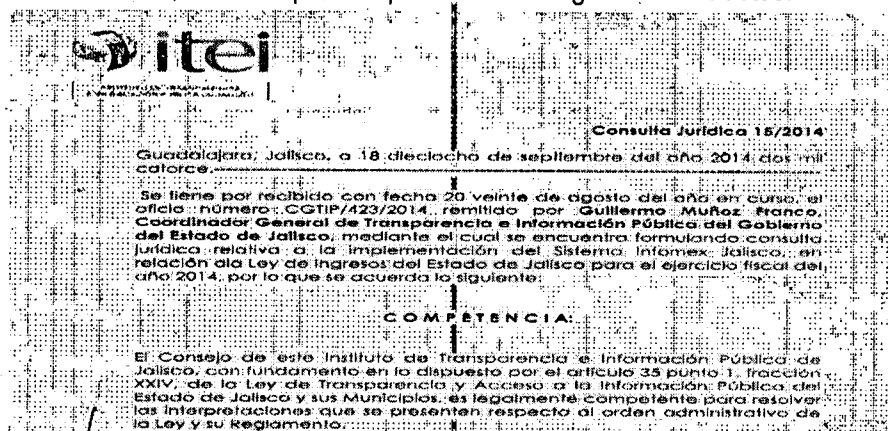 itei
Consulta Jurídica 15/2014
Guadalajara, Jalisco, a 18 dieciocho de septiembre del año 2014 dos mil
catorce.
Se tiene por recibido con fecha 20 veinte de agosto del año en curso, el
oficio número CGTIP/423/2014 remitido por Guillermo Muñoz Franco,
Coordinador General de Transparencia e Información Pública del Gobierno
del Estado de Jalisco, mediante el cual se encuentra formulando consulta
jurídica relativa a la implementación del Sistema Infomex Jalisco, en
relación ala Ley de Ingresos del Estado de Jalisco para el ejercicio fiscal del
año 2014, por lo que se acuerda lo siguiente:
COMPETENCIA:
El Consejo de este Instituto de Transparencia e Información Pública de
Jalisco, con fundamento en lo dispuesto por el artículo 35 punto 1, fracción
XXIV, de la Ley de Transparencia y Acceso a la Información Pública del
Estado de Jalisco y sus Municipios, es legalmente competente para resolver
las interpretaciones que se presenten respecto al orden administrativo de
la Ley y su Reglamento.